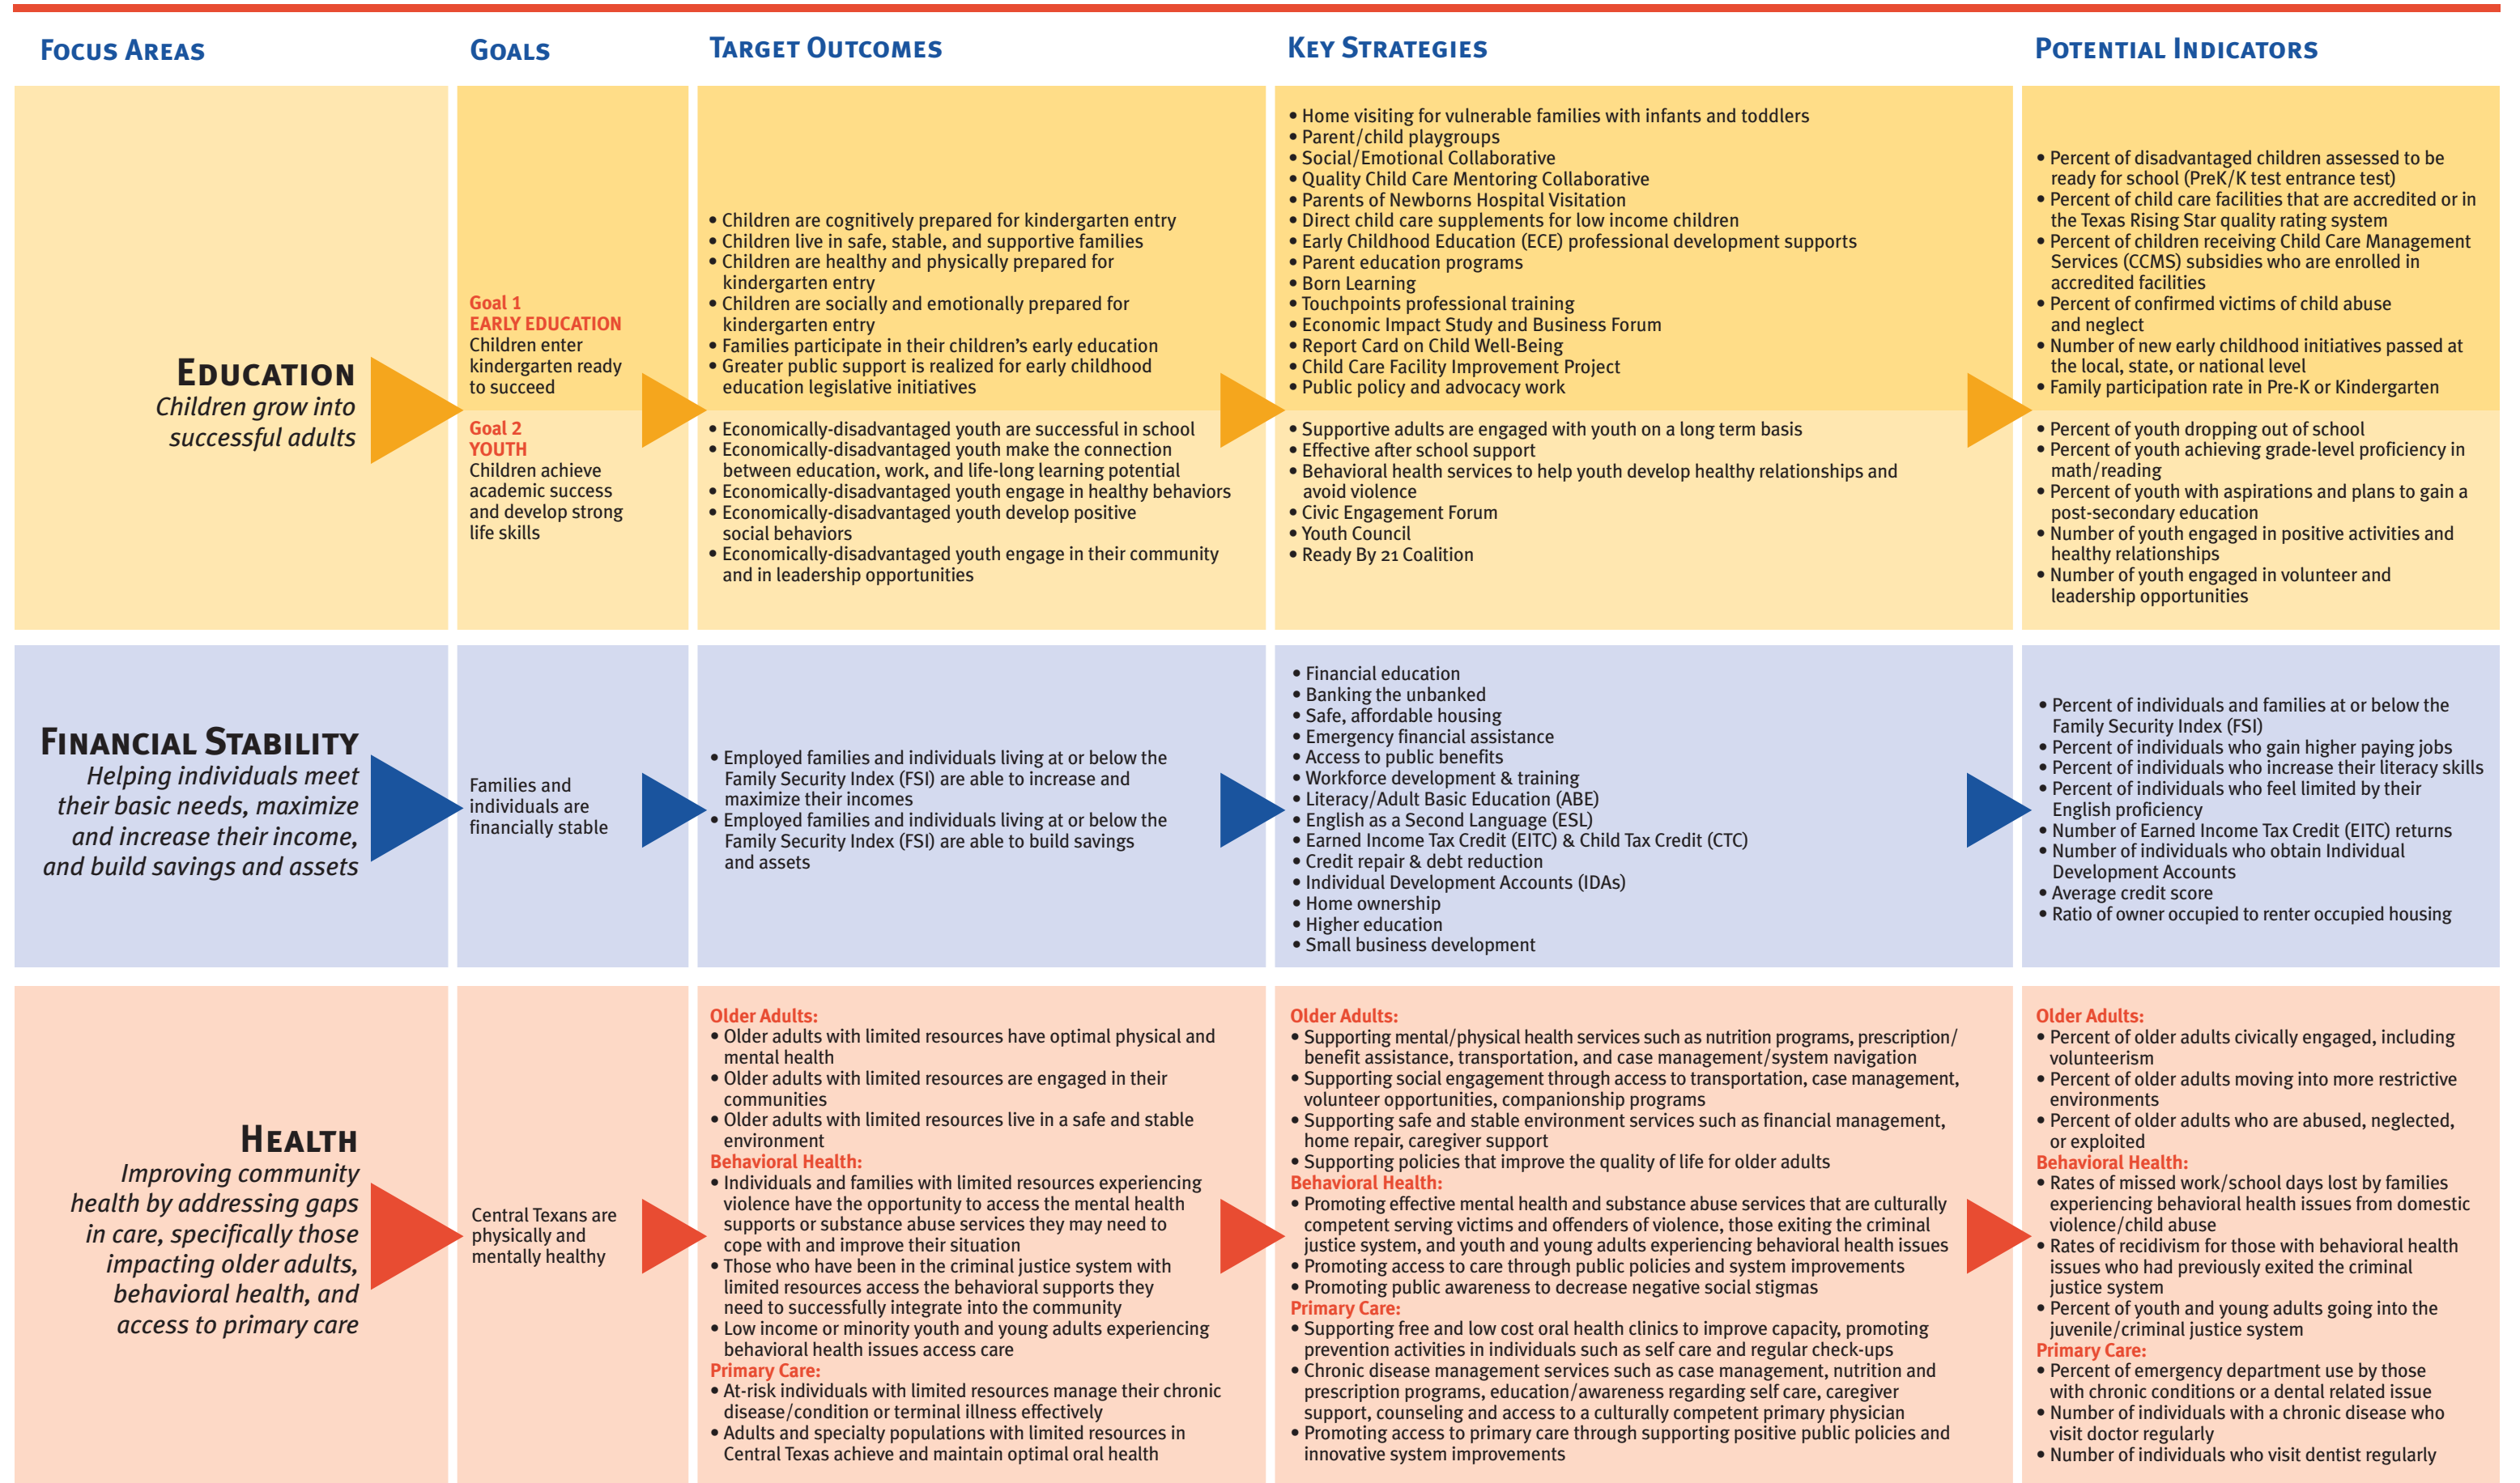 FOCUS AREAS
GOALS
TARGET OUTCOMES
KEY STRATEGIES
POTENTIAL INDICATORS
EDUCATION
Children grow into
successful adults
Goal 1
EARLY EDUCATION
Children enter
kindergarten ready
to succeed
• Children are cognitively prepared for kindergarten entry
• Children live in safe, stable, and supportive families
• Children are healthy and physically prepared for
kindergarten entry
• Children are socially and emotionally prepared for
kindergarten entry
• Families participate in their children’s early education
• Greater public support is realized for early childhood
education legislative initiatives
• Home visiting for vulnerable families with infants and toddlers
• Parent/child playgroups
• Social/Emotional Collaborative
• Quality Child Care Mentoring Collaborative
• Parents of Newborns Hospital Visitation
• Direct child care supplements for low income children
• Early Childhood Education (ECE) professional development supports
• Parent education programs
• Born Learning
• Touchpoints professional training
• Economic Impact Study and Business Forum
• Report Card on Child Well-Being
• Child Care Facility Improvement Project
• Public policy and advocacy work
• Percent of disadvantaged children assessed to be
ready for school (PreK/K test entrance test)
• Percent of child care facilities that are accredited or in
the Texas Rising Star quality rating system
• Percent of children receiving Child Care Management
Services (CCMS) subsidies who are enrolled in
accredited facilities
• Percent of confirmed victims of child abuse
and neglect
• Number of new early childhood initiatives passed at
the local, state, or national level
• Family participation rate in Pre-K or Kindergarten
Goal 2
YOUTH
Children achieve
academic success
and develop strong
life skills
• Economically-disadvantaged youth are successful in school
• Economically-disadvantaged youth make the connection
between education, work, and life-long learning potential
• Economically-disadvantaged youth engage in healthy behaviors
• Economically-disadvantaged youth develop positive
social behaviors
• Economically-disadvantaged youth engage in their community
and in leadership opportunities
• Supportive adults are engaged with youth on a long term basis
• Effective after school support
• Behavioral health services to help youth develop healthy relationships and
avoid violence
• Civic Engagement Forum
• Youth Council
• Ready By 21 Coalition
• Percent of youth dropping out of school
• Percent of youth achieving grade-level proficiency in
math/reading
• Percent of youth with aspirations and plans to gain a
post-secondary education
• Number of youth engaged in positive activities and
healthy relationships
• Number of youth engaged in volunteer and
leadership opportunities
FINANCIAL STABILITY
Helping individuals meet
their basic needs, maximize
and increase their income,
and build savings and assets
Families and
individuals are
financially stable
• Employed families and individuals living at or below the
Family Security Index (FSI) are able to increase and
maximize their incomes
• Employed families and individuals living at or below the
Family Security Index (FSI) are able to build savings
and assets
• Financial education
• Banking the unbanked
• Safe, affordable housing
• Emergency financial assistance
• Access to public benefits
• Workforce development & training
• Literacy/Adult Basic Education (ABE)
• English as a Second Language (ESL)
• Earned Income Tax Credit (EITC) & Child Tax Credit (CTC)
• Credit repair & debt reduction
• Individual Development Accounts (IDAs)
• Home ownership
• Higher education
• Small business development
• Percent of individuals and families at or below the
Family Security Index (FSI)
• Percent of individuals who gain higher paying jobs
• Percent of individuals who increase their literacy skills
• Percent of individuals who feel limited by their
English proficiency
• Number of Earned Income Tax Credit (EITC) returns
• Number of individuals who obtain Individual
Development Accounts
• Average credit score
• Ratio of owner occupied to renter occupied housing
HEALTH
Improving community
health by addressing gaps
in care, specifically those
impacting older adults,
behavioral health, and
access to primary care
Central Texans are
physically and
mentally healthy
Older Adults:
• Older adults with limited resources have optimal physical and
mental health
• Older adults with limited resources are engaged in their
communities
• Older adults with limited resources live in a safe and stable
environment
Behavioral Health:
• Individuals and families with limited resources experiencing
violence have the opportunity to access the mental health
supports or substance abuse services they may need to
cope with and improve their situation
• Those who have been in the criminal justice system with
limited resources access the behavioral supports they
need to successfully integrate into the community
• Low income or minority youth and young adults experiencing
behavioral health issues access care
Primary Care:
• At-risk individuals with limited resources manage their chronic
disease/condition or terminal illness effectively
• Adults and specialty populations with limited resources in
Central Texas achieve and maintain optimal oral health
Older Adults:
• Supporting mental/physical health services such as nutrition programs, prescription/
benefit assistance, transportation, and case management/system navigation
• Supporting social engagement through access to transportation, case management,
volunteer opportunities, companionship programs
• Supporting safe and stable environment services such as financial management,
home repair, caregiver support
• Supporting policies that improve the quality of life for older adults
Behavioral Health:
• Promoting effective mental health and substance abuse services that are culturally
competent serving victims and offenders of violence, those exiting the criminal
justice system, and youth and young adults experiencing behavioral health issues
• Promoting access to care through public policies and system improvements
• Promoting public awareness to decrease negative social stigmas
Primary Care:
• Supporting free and low cost oral health clinics to improve capacity, promoting
prevention activities in individuals such as self care and regular check-ups
• Chronic disease management services such as case management, nutrition and
prescription programs, education/awareness regarding self care, caregiver
support, counseling and access to a culturally competent primary physician
• Promoting access to primary care through supporting positive public policies and
innovative system improvements
Older Adults:
• Percent of older adults civically engaged, including
volunteerism
• Percent of older adults moving into more restrictive
environments
• Percent of older adults who are abused, neglected,
or exploited
Behavioral Health:
• Rates of missed work/school days lost by families
experiencing behavioral health issues from domestic
violence/child abuse
• Rates of recidivism for those with behavioral health
issues who had previously exited the criminal
justice system
• Percent of youth and young adults going into the
juvenile/criminal justice system
Primary Care:
• Percent of emergency department use by those
with chronic conditions or a dental related issue
• Number of individuals with a chronic disease who
visit doctor regularly
• Number of individuals who visit dentist regularly